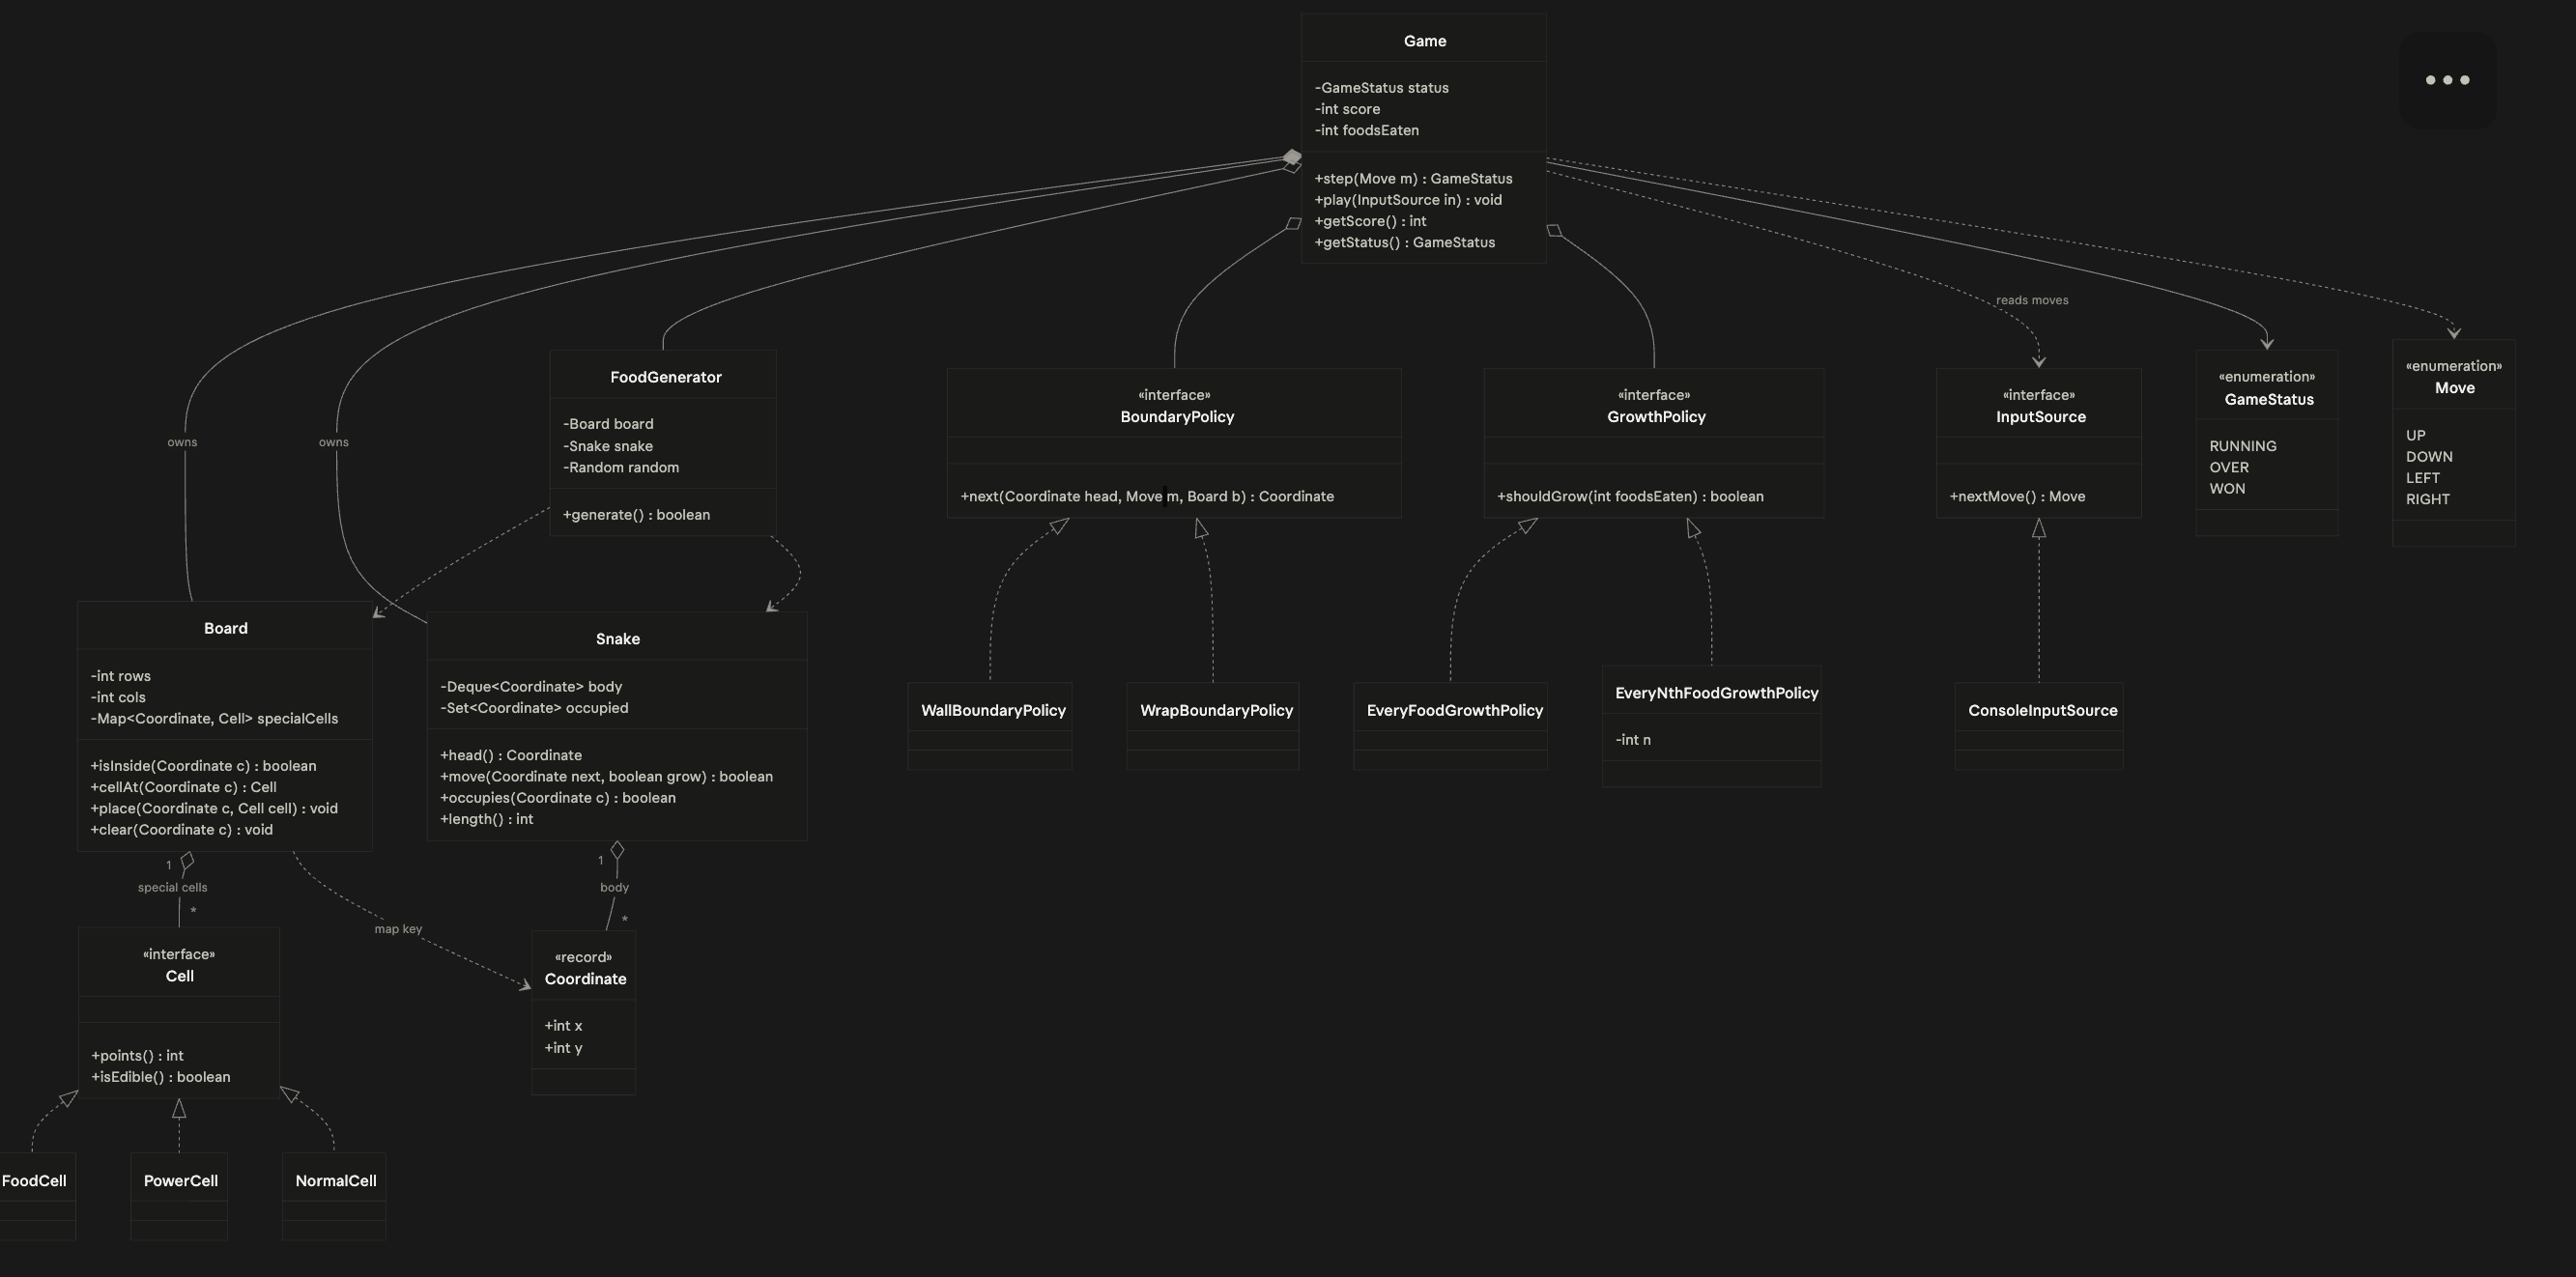 Game
-GameStatus status
-int score
-int foodsEaten
+step(Move m) : GameStatus
+play(InputSource in) : void
+getScore() : int
+getStatus() : GameStatus
reads moves
owns
owns
FoodGenerator
-Board board
-Snake snake
-Random random
+generate() : boolean
«interface»
BoundaryPolicy
+next(Coordinate head, Move m, Board b) : Coordinate
«interface»
GrowthPolicy
+shouldGrow(int foodsEaten) : boolean
«interface»
InputSource
+nextMove() : Move
«enumeration»
GameStatus
RUNNING
OVER
WON
«enumeration»
Move
UP
DOWN
LEFT
RIGHT
Board
-int rows
-int cols
-Map<Coordinate, Cell> specialCells
+isInside(Coordinate c) : boolean
+cellAt(Coordinate c) : Cell
+place(Coordinate c, Cell cell) : void
+clear(Coordinate c) : void
Snake
-Deque<Coordinate> body
-Set<Coordinate> occupied
+head() : Coordinate
+move(Coordinate next, boolean grow) : boolean
+occupies(Coordinate c) : boolean
+length() : int
WallBoundaryPolicy
WrapBoundaryPolicy
EveryFoodGrowthPolicy
EveryNthFoodGrowthPolicy
-int n
ConsoleInputSource
1
special cells
*
map key
1
body
*
«interface»
Cell
+points() : int
+isEdible() : boolean
«record»
Coordinate
+int x
+int y
FoodCell
PowerCell
NormalCell